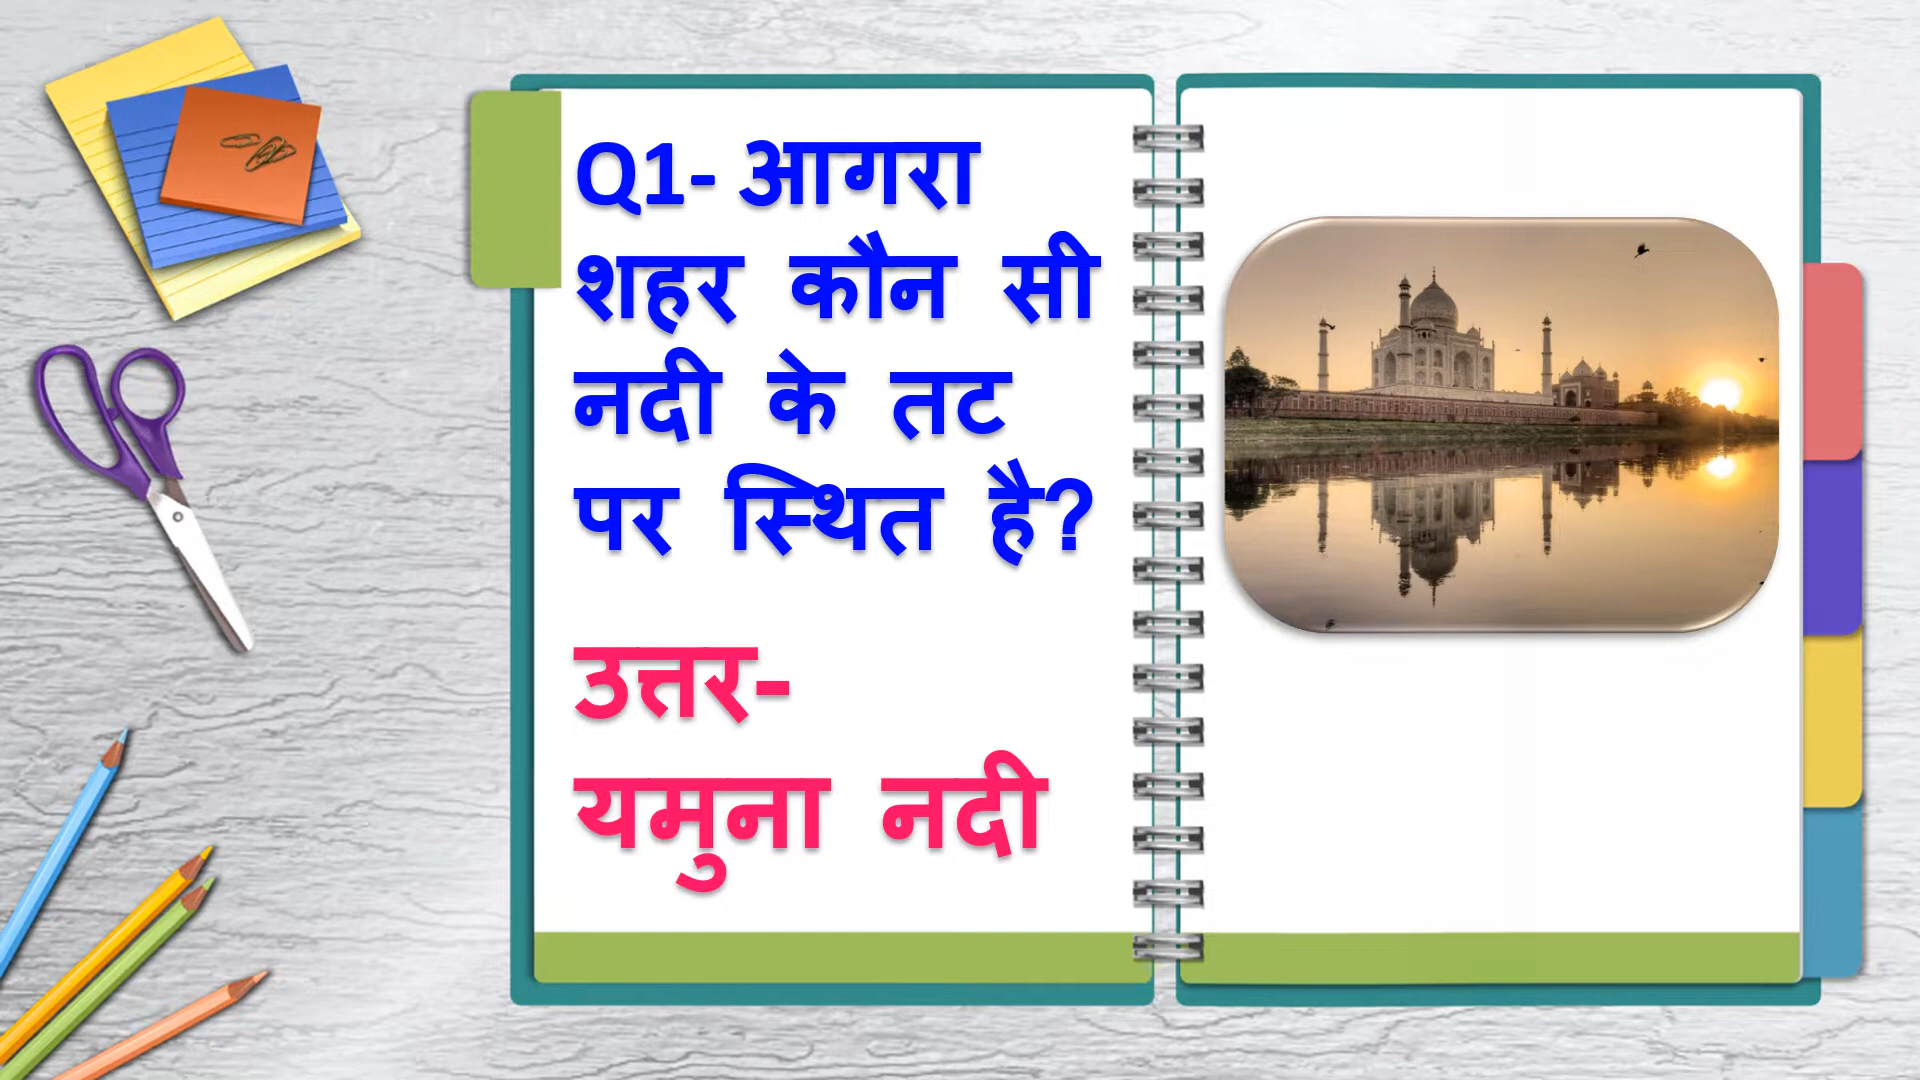 Q1- आगरा
शहर कौन सी
नदी के तट
पर स्थित है?
उत्तर-
यमुना नदी